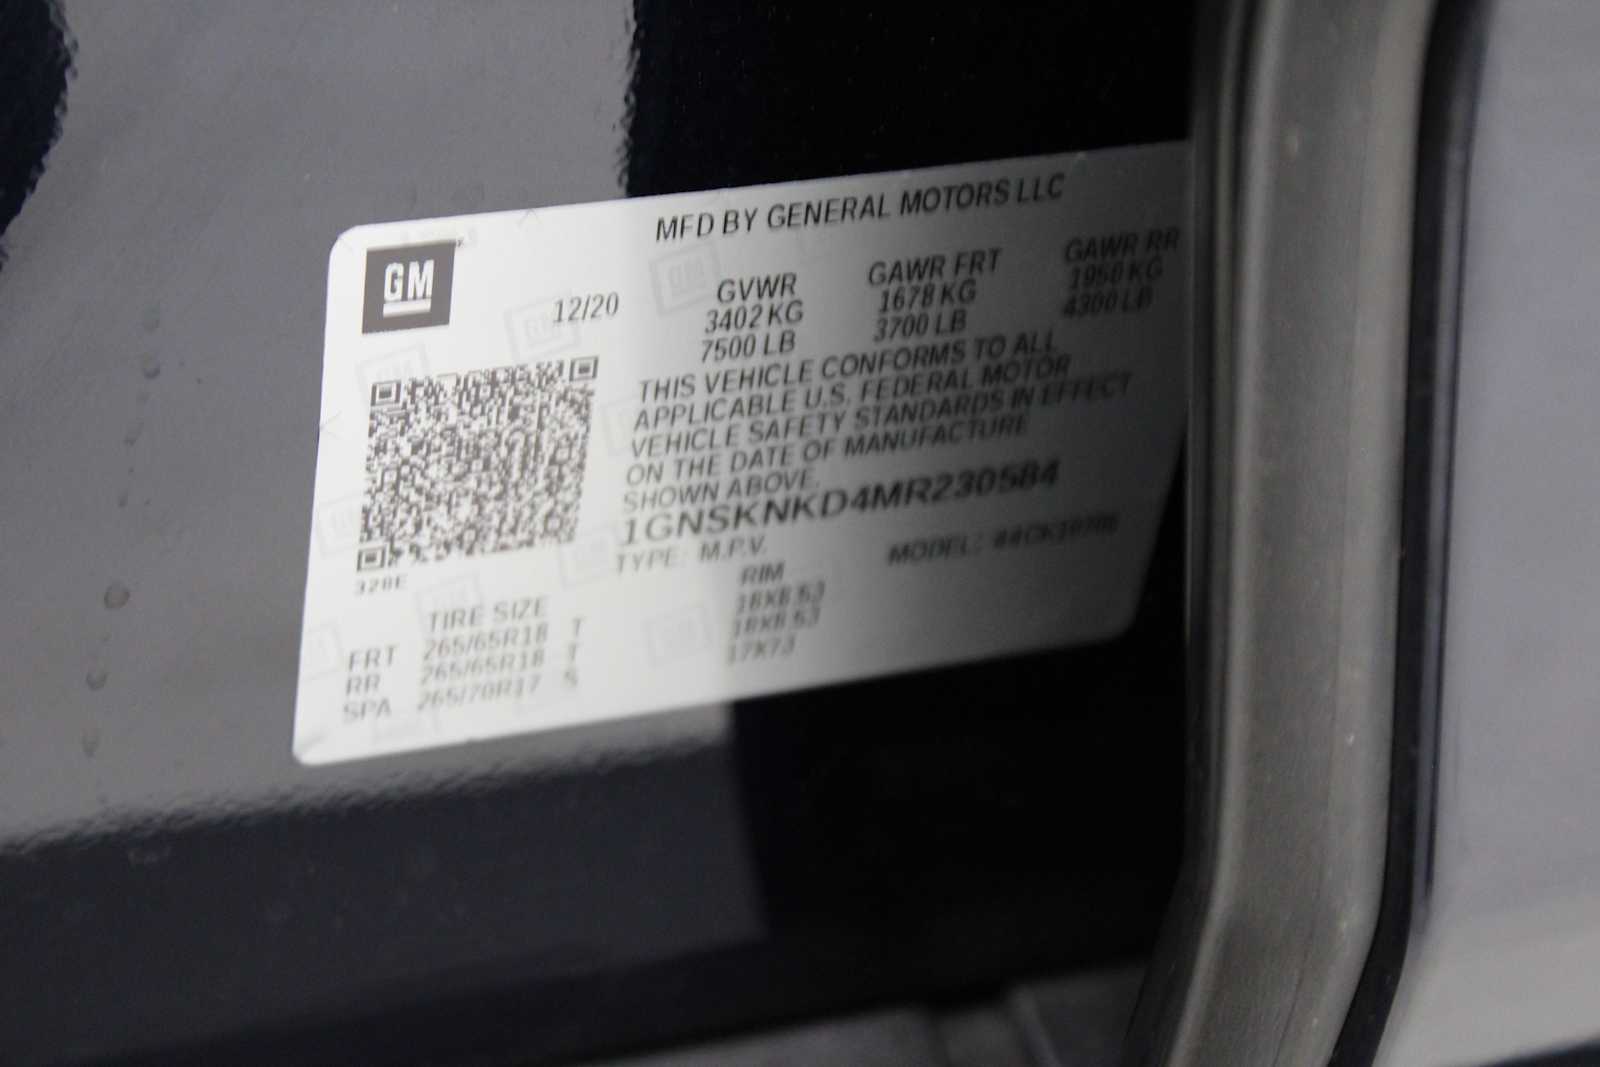 MFD BY GENERAL MOTORS LLC
GM
12/20
GVWR GAWR FRT GAWR RR
3402 KG 1678 KG 1950 KG
7500 LB 3700 LB 4300 LB
THIS VEHICLE CONFORMS TO ALL
APPLICABLE U.S. FEDERAL MOTOR
VEHICLE SAFETY STANDARDS IN EFFECT
ON THE DATE OF MANUFACTURE
SHOWN ABOVE.
1GNSKNKD4MR230584
TYPE: M.P.V. MODEL:
328E
TIRE SIZE RIM
FRT 265/65R18 T
RR 265/65R18 T
SPA 265/70R17 S